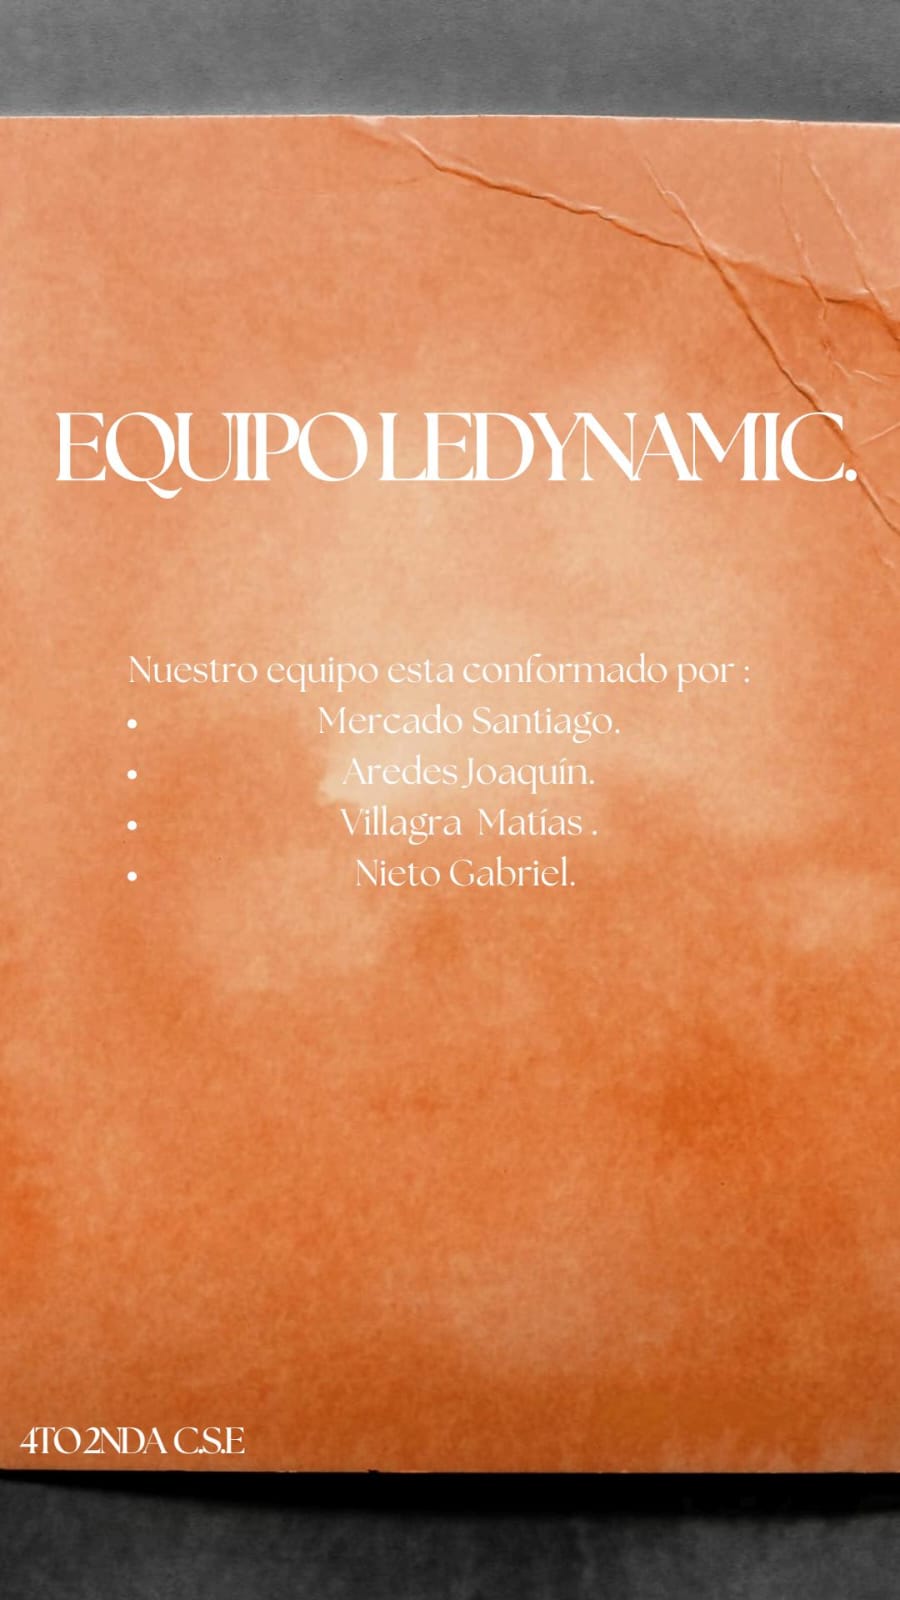 EQUIPO LEDYNAMIC.
Nuestro equipo esta conformado por :
• Mercado Santiago.
• Aredes Joaquín.
• Villagra  Matías .
• Nieto Gabriel.
4TO 2NDA C.S.E